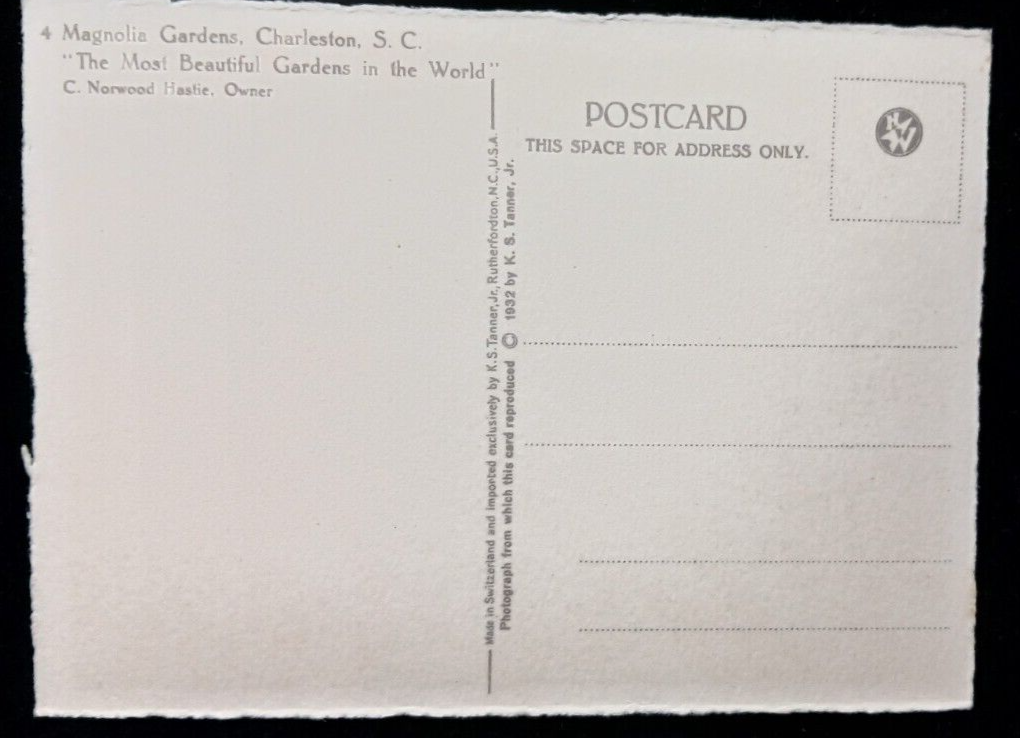 4 Magnolia Gardens, Charleston, S. C.
"The Most Beautiful Gardens in the World"
C. Norwood Hastie, Owner
POSTCARD
THIS SPACE FOR ADDRESS ONLY.
NW
Made in Switzerland and imported exclusively by K.S.Tanner,Jr., Rutherfordton,N.C.,U.S.A.
Photograph from which this card reproduced © 1932 by K. S. Tanner, Jr.